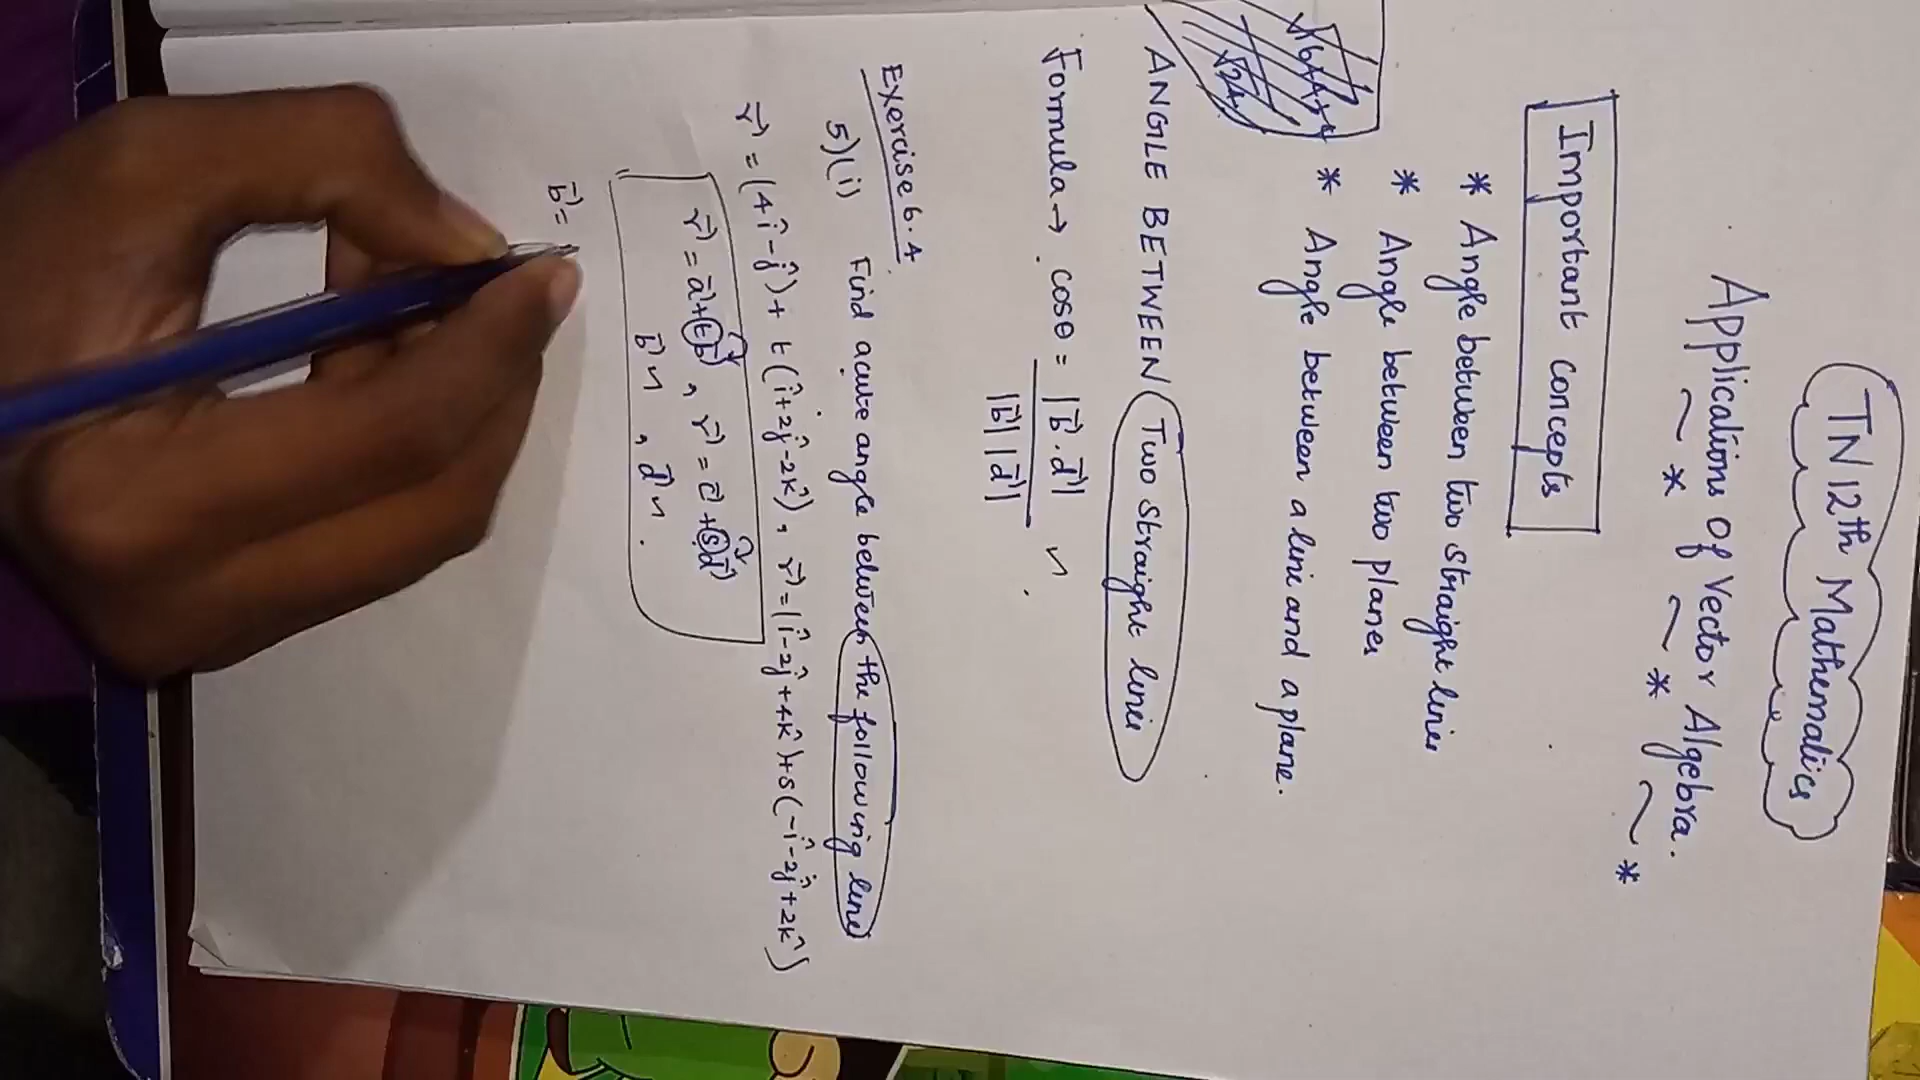 TN 12th Mathematics
Applications Of Vector Algebra.
Important concepts
* Angle between two straight lines
* Angle between two planes
* Angle between a line and a plane.
ANGLE BETWEEN Two straight lines
Formula → cosθ = |b⃗ . d⃗| / |b⃗| |d⃗|
Exercise 6.4
5)(i) Find acute angle between the following line
r⃗ = (4î - ĵ) + t(î + 2ĵ - 2k̂), r⃗ = (î - 2ĵ + 4k̂) + s(-î - 2ĵ + 2k̂)
r⃗ = a⃗ + t b⃗, r⃗ = c⃗ + s d⃗
b⃗ , d⃗ .
b⃗ =